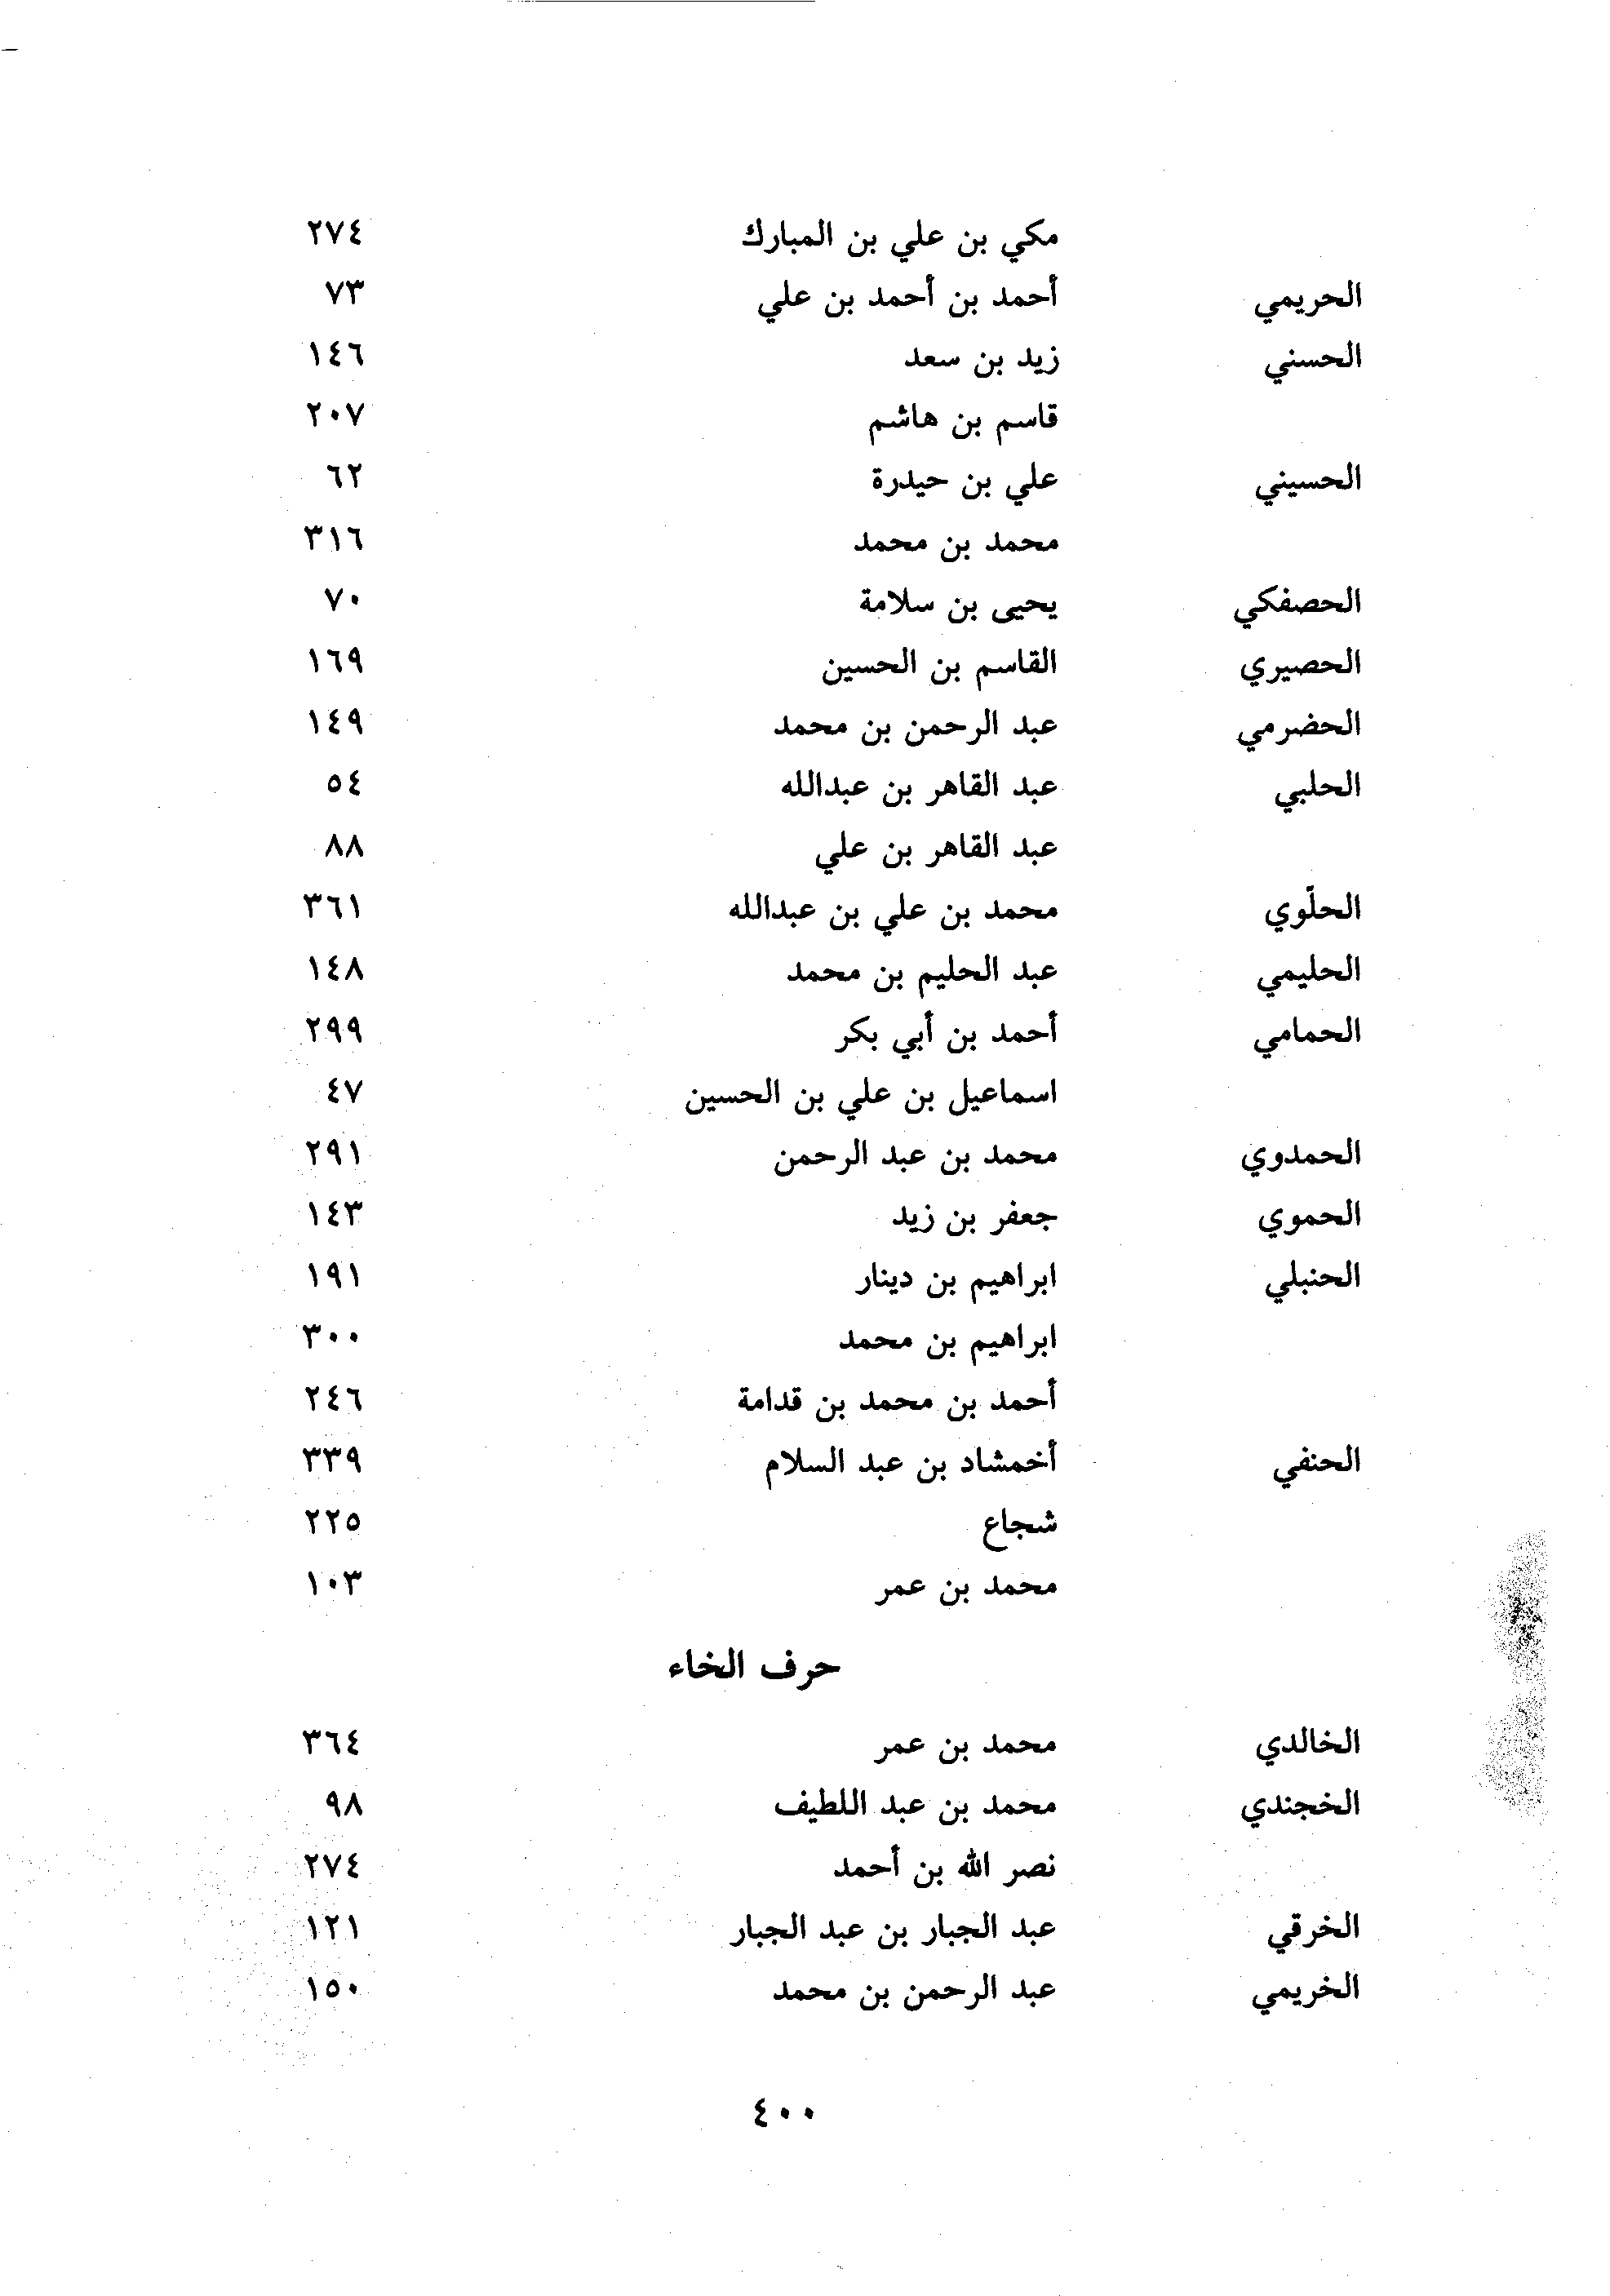 مكي بن علي بن المبارك ٢٧٤
الحريمي أحمد بن أحمد بن علي ٧٣
الحسني زيد بن سعد ١٤٦
قاسم بن هاشم ٢٠٧
الحسيني علي بن حيدرة ٦٢
محمد بن محمد ٣١٦
الحصفكي يحيى بن سلامة ٧٠
الحصيري القاسم بن الحسين ١٦٩
الحضرمي عبد الرحمن بن محمد ١٤٩
الحلبي عبد القاهر بن عبدالله ٥٤
عبد القاهر بن علي ٨٨
الحلّوي محمد بن علي بن عبدالله ٣٦١
الحليمي عبد الحليم بن محمد ١٤٨
الحمامي أحمد بن أبي بكر ٢٩٩
اسماعيل بن علي بن الحسين ٤٧
الحمدوي محمد بن عبد الرحمن ٢٩١
الحموي جعفر بن زيد ١٤٣
الحنبلي ابراهيم بن دينار ١٩١
ابراهيم بن محمد ٣٠٠
أحمد بن محمد بن قدامة ٢٤٦
الحنفي أخمشاد بن عبد السلام ٣٣٩
شجاع ٢٢٥
محمد بن عمر ١٠٣
حرف الخاء
الخالدي محمد بن عمر ٣٦٤
الخجندي محمد بن عبد اللطيف ٩٨
نصر الله بن أحمد ٢٧٤
الخرقي عبد الجبار بن عبد الجبار ١٢١
الخريمي عبد الرحمن بن محمد ١٥٠
٤٠٠